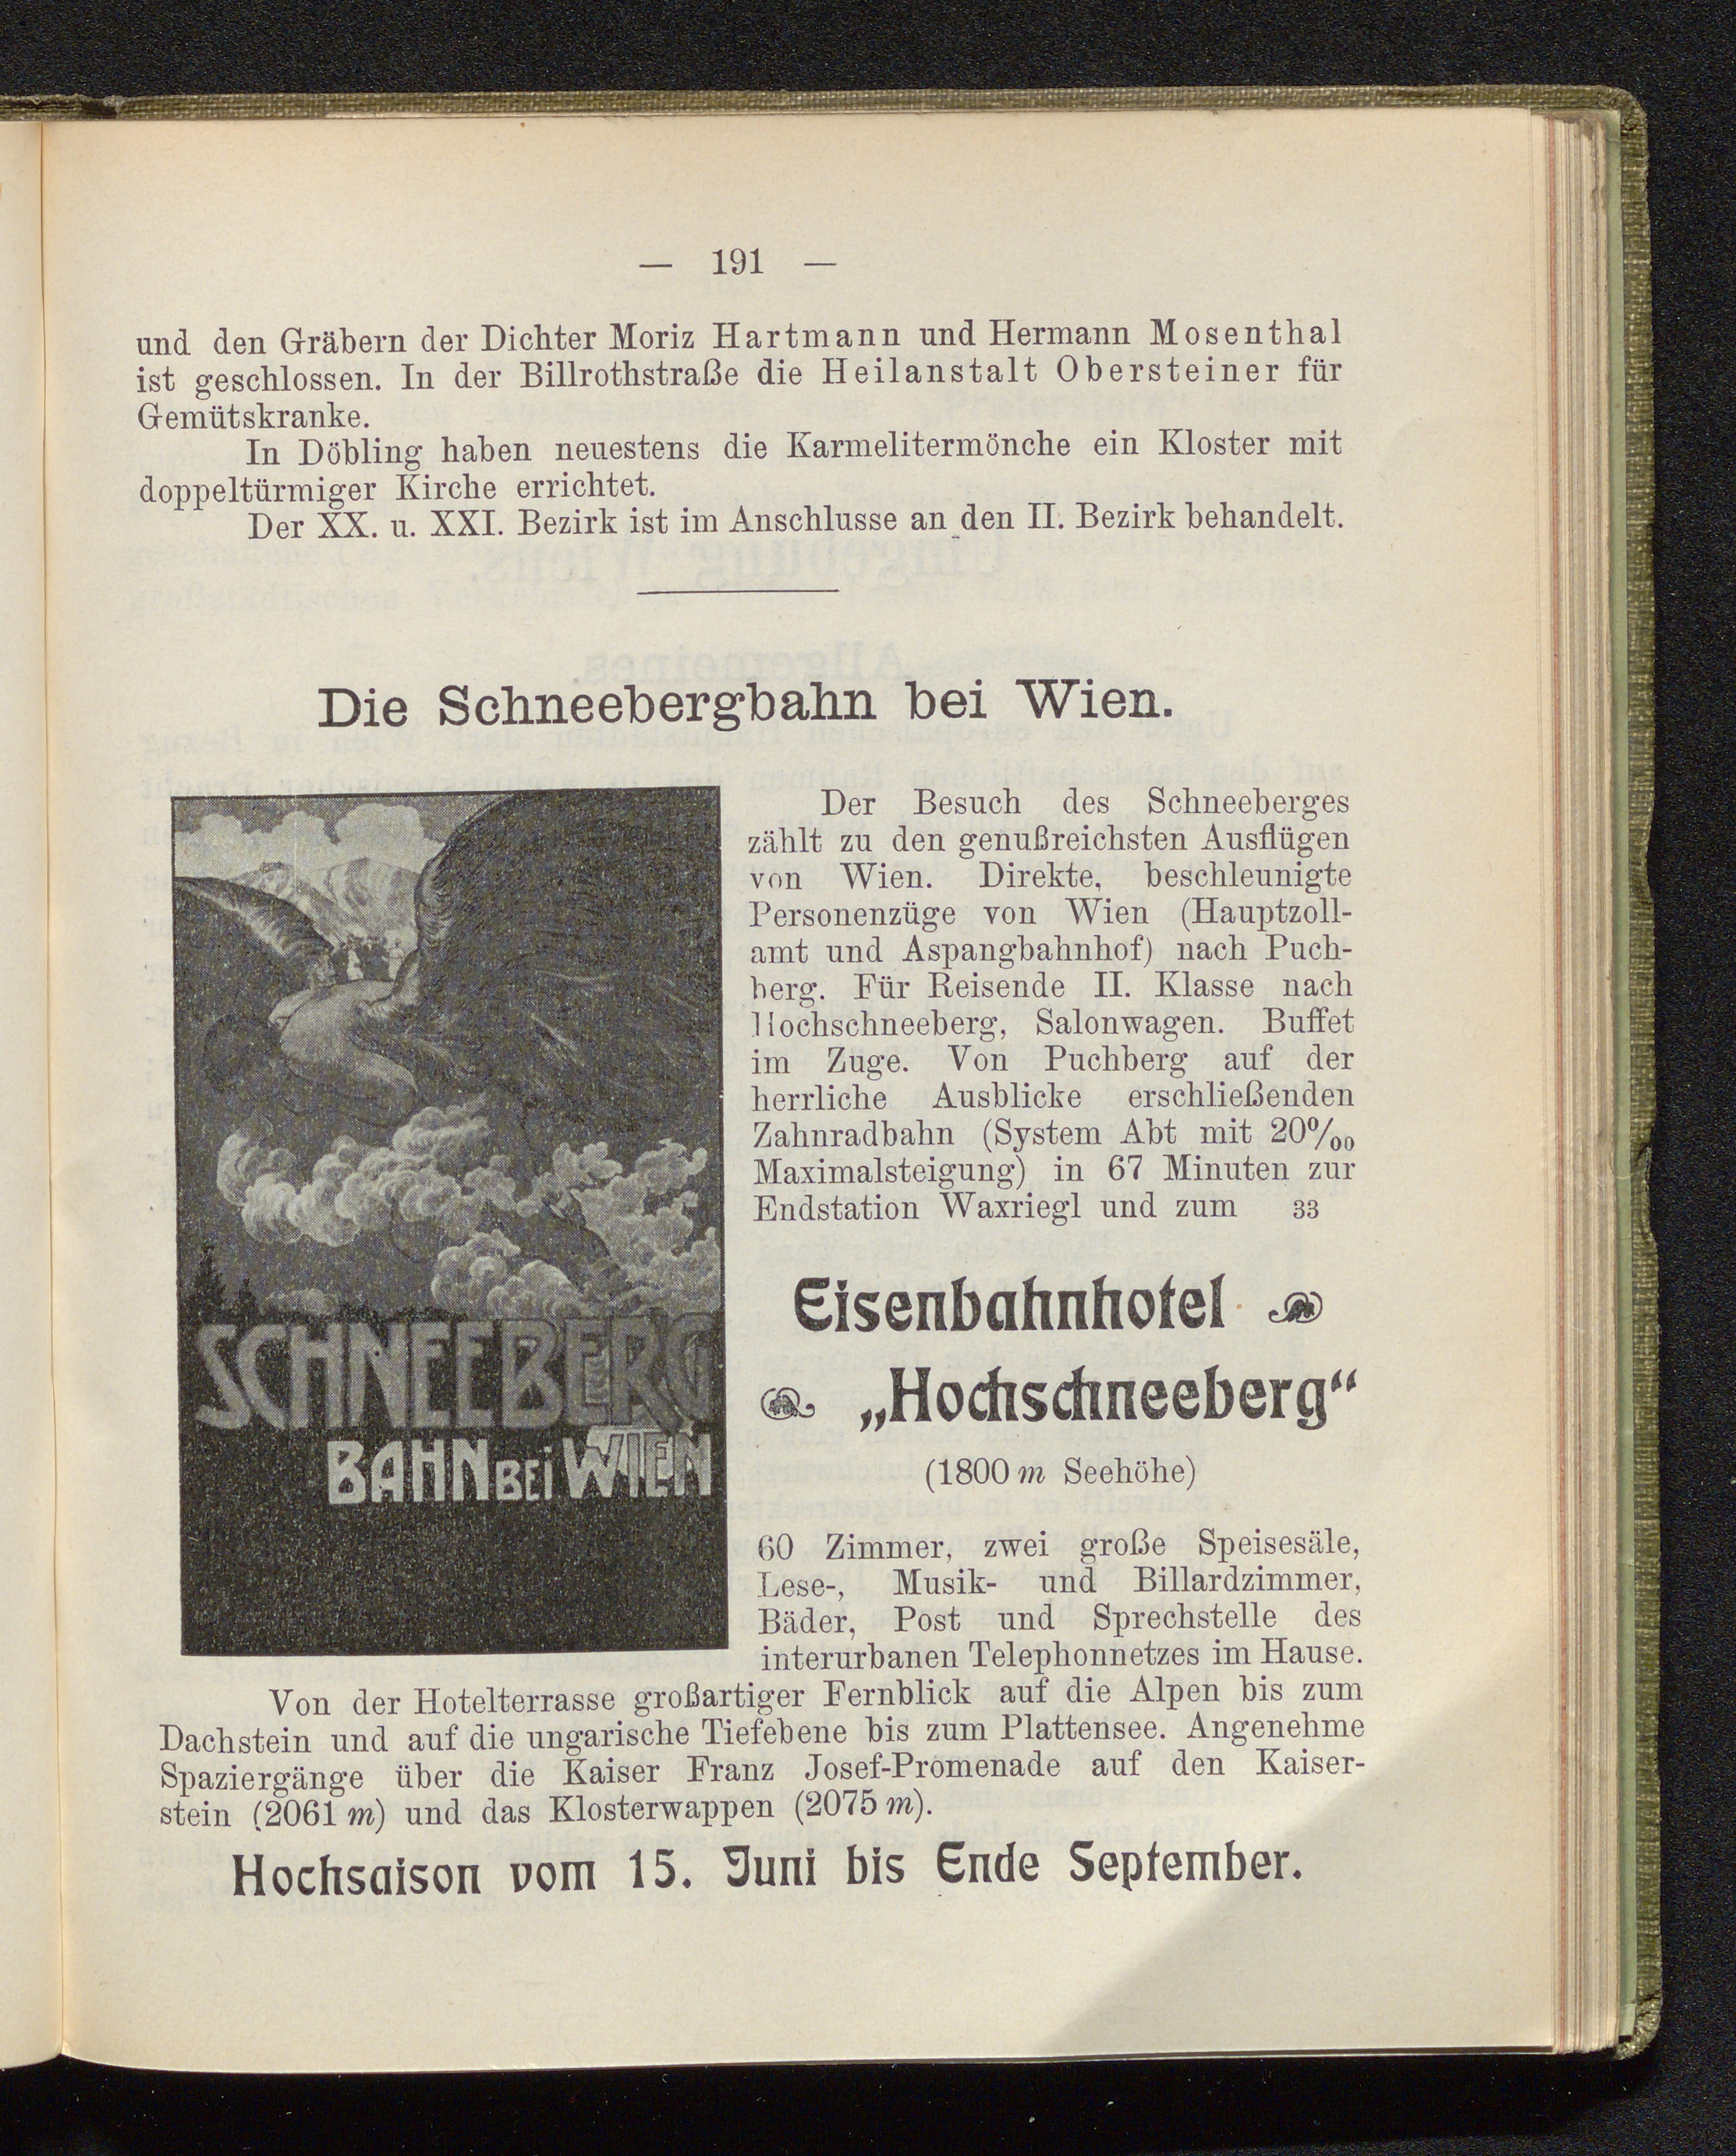 — 191 —
und den Gräbern der Dichter Moriz Hartmann und Hermann Mosenthal
ist geschlossen. In der Billrothstraße die Heilanstalt Obersteiner für
Gemütskranke.
In Döbling haben neuestens die Karmelitermönche ein Kloster mit
doppeltürmiger Kirche errichtet.
Der XX. u. XXI. Bezirk ist im Anschlusse an den II. Bezirk behandelt.
Die Schneebergbahn bei Wien.
SCHNEEBERG
BAHN BEI WIEN
Der Besuch des Schneeberges
zählt zu den genußreichsten Ausflügen
von Wien. Direkte, beschleunigte
Personenzüge von Wien (Hauptzoll-
amt und Aspangbahnhof) nach Puch-
berg. Für Reisende II. Klasse nach
Hochschneeberg, Salonwagen. Buffet
im Zuge. Von Puchberg auf der
herrliche Ausblicke erschließenden
Zahnradbahn (System Abt mit 20‰
Maximalsteigung) in 67 Minuten zur
Endstation Waxriegl und zum 33
Eisenbahnhotel
„Hochschneeberg“
(1800 m Seehöhe)
60 Zimmer, zwei große Speisesäle,
Lese-, Musik- und Billardzimmer,
Bäder, Post und Sprechstelle des
interurbanen Telephonnetzes im Hause.
Von der Hotelterrasse großartiger Fernblick auf die Alpen bis zum
Dachstein und auf die ungarische Tiefebene bis zum Plattensee. Angenehme
Spaziergänge über die Kaiser Franz Josef-Promenade auf den Kaiser-
stein (2061 m) und das Klosterwappen (2075 m).
Hochsaison vom 15. Juni bis Ende September.